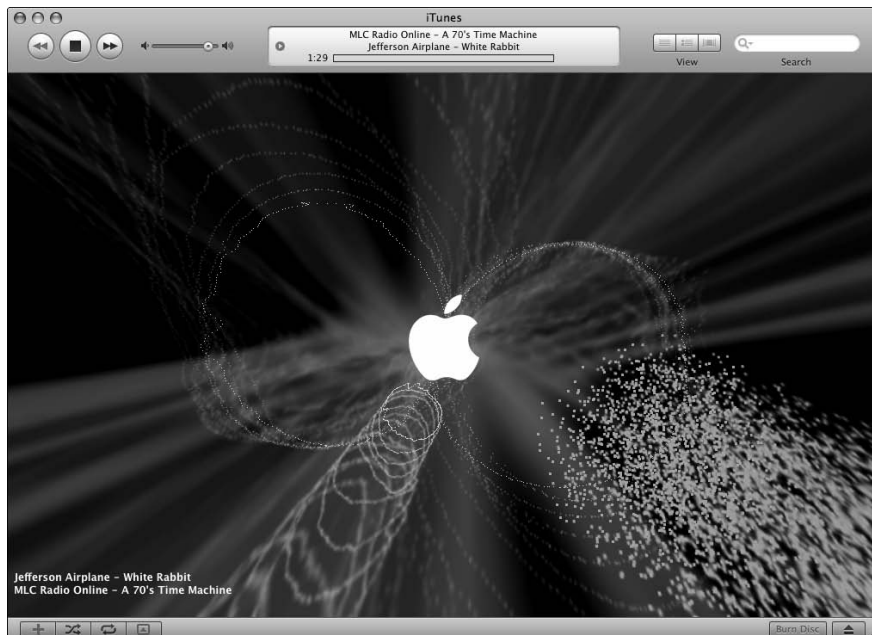 iTunes
MLC Radio Online – A 70's Time Machine
Jefferson Airplane – White Rabbit
1:29
View
Search
Jefferson Airplane – White Rabbit
MLC Radio Online – A 70's Time Machine
Burn Disc